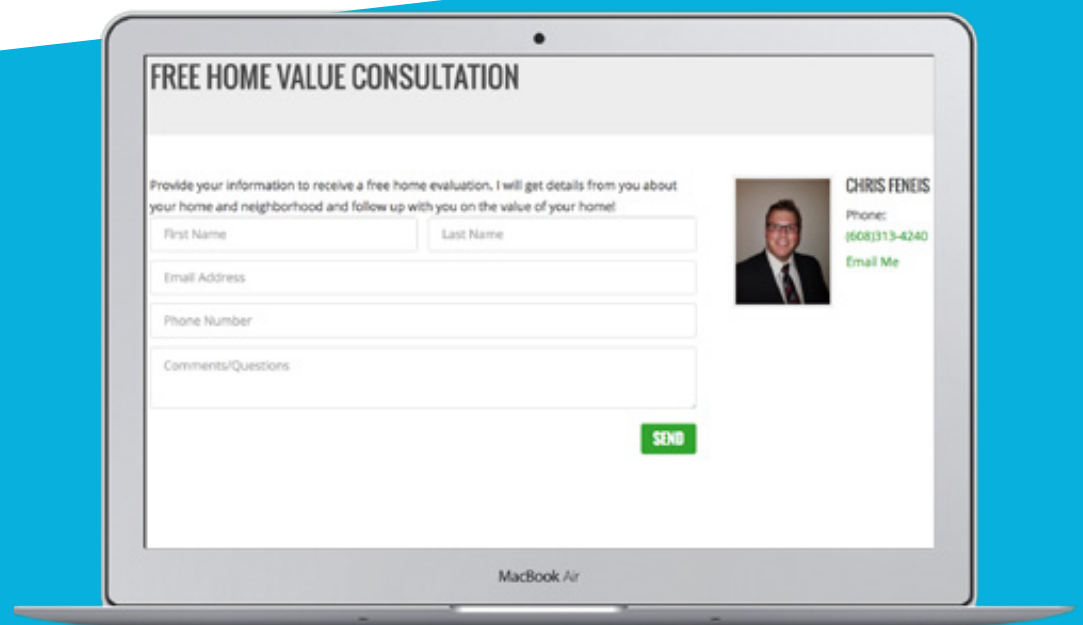 FREE HOME VALUE CONSULTATION
Provide your information to receive a free home evaluation. I will get details from you about
your home and neighborhood and follow up with you on the value of your home!
First Name
Last Name
Email Address
Phone Number
Comments/Questions
SEND
CHRIS FENEIS
Phone:
(608)313-4240
Email Me
MacBook Air